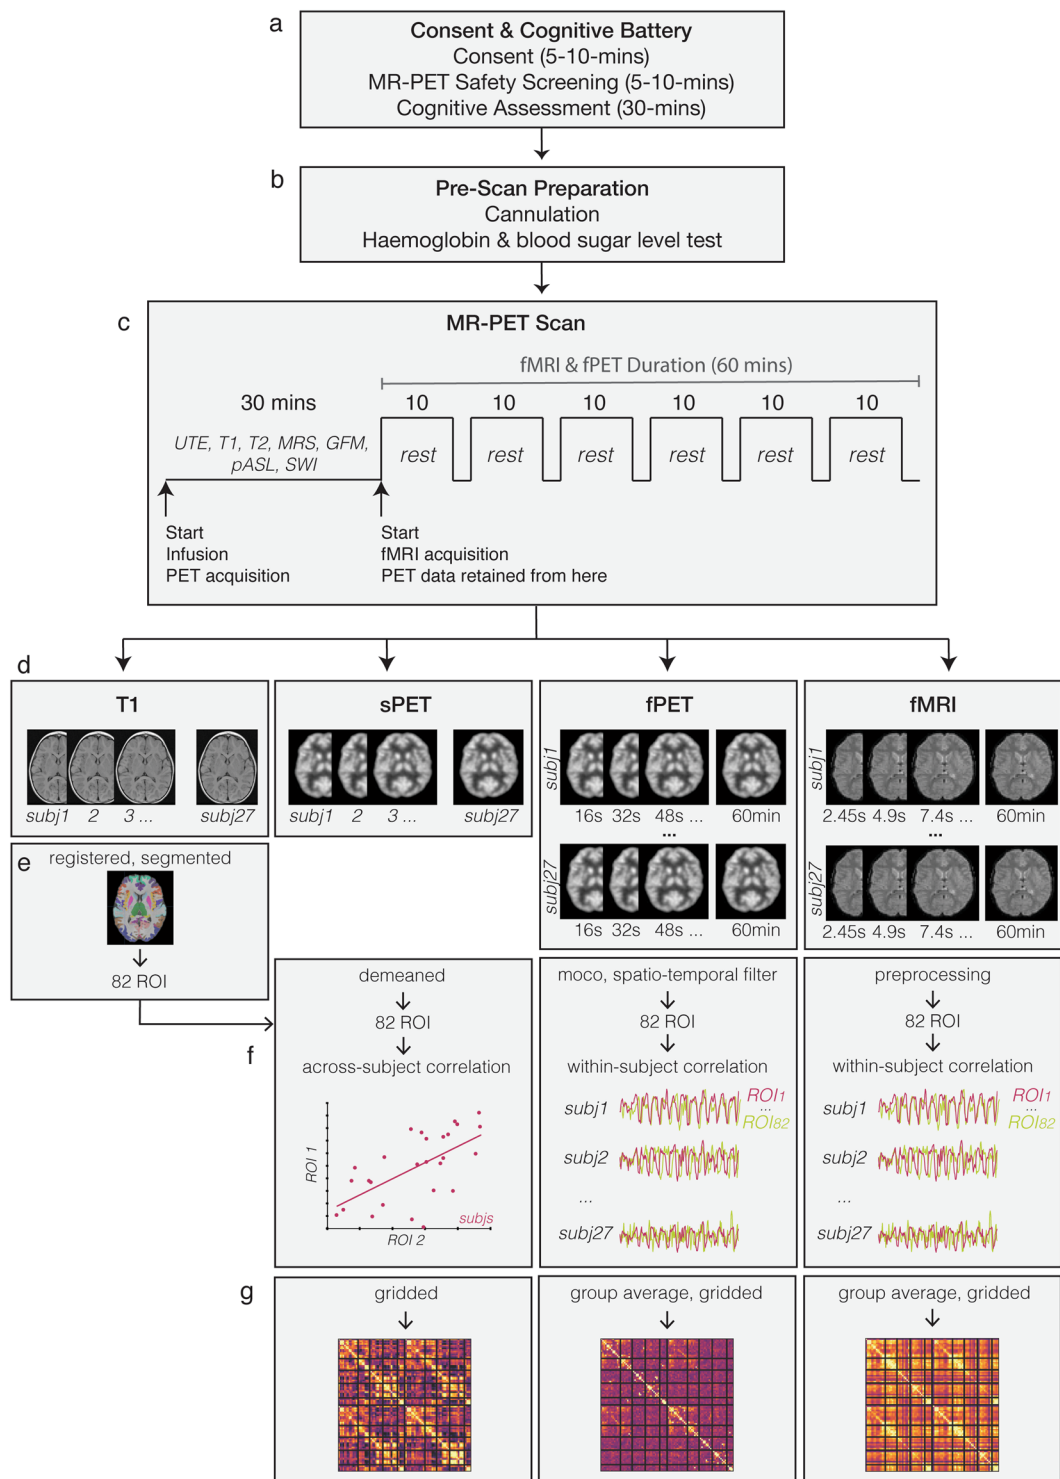 a
Consent & Cognitive Battery
Consent (5-10-mins)
MR-PET Safety Screening (5-10-mins)
Cognitive Assessment (30-mins)
b
Pre-Scan Preparation
Cannulation
Haemoglobin & blood sugar level test
c
MR-PET Scan
fMRI & fPET Duration (60 mins)
30 mins
10 10 10 10 10 10
UTE, T1, T2, MRS, GFM,
pASL, SWI
rest rest rest rest rest rest
Start
Infusion
PET acquisition
Start
fMRI acquisition
PET data retained from here
d
T1
subj1 2 3 ... subj27
sPET
subj1 2 3 ... subj27
fPET
subj1
16s 32s 48s ... 60min
...
subj27
16s 32s 48s ... 60min
fMRI
subj1
2.45s 4.9s 7.4s ... 60min
...
subj27
2.45s 4.9s 7.4s ... 60min
e
registered, segmented
82 ROI
f
demeaned
82 ROI
across-subject correlation
ROI 1
subjs
ROI 2
moco, spatio-temporal filter
82 ROI
within-subject correlation
subj1
ROI1
...
ROI82
subj2
...
subj27
preprocessing
82 ROI
within-subject correlation
subj1
ROI1
...
ROI82
subj2
...
subj27
g
gridded
group average, gridded
group average, gridded